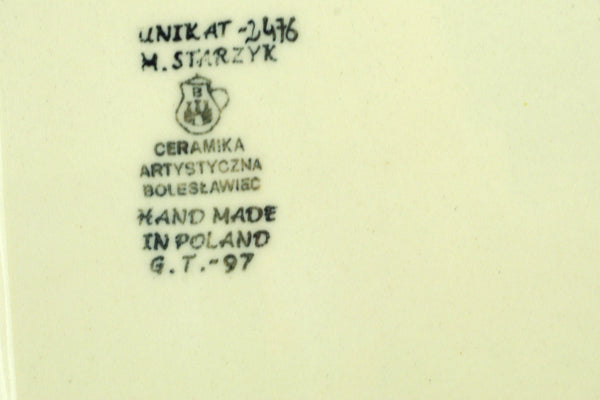 UNIKAT-2476
M. STARZYK
B
CERAMIKA
ARTYSTYCZNA
BOLESŁAWIEC
HAND MADE
IN POLAND
G.T.-97